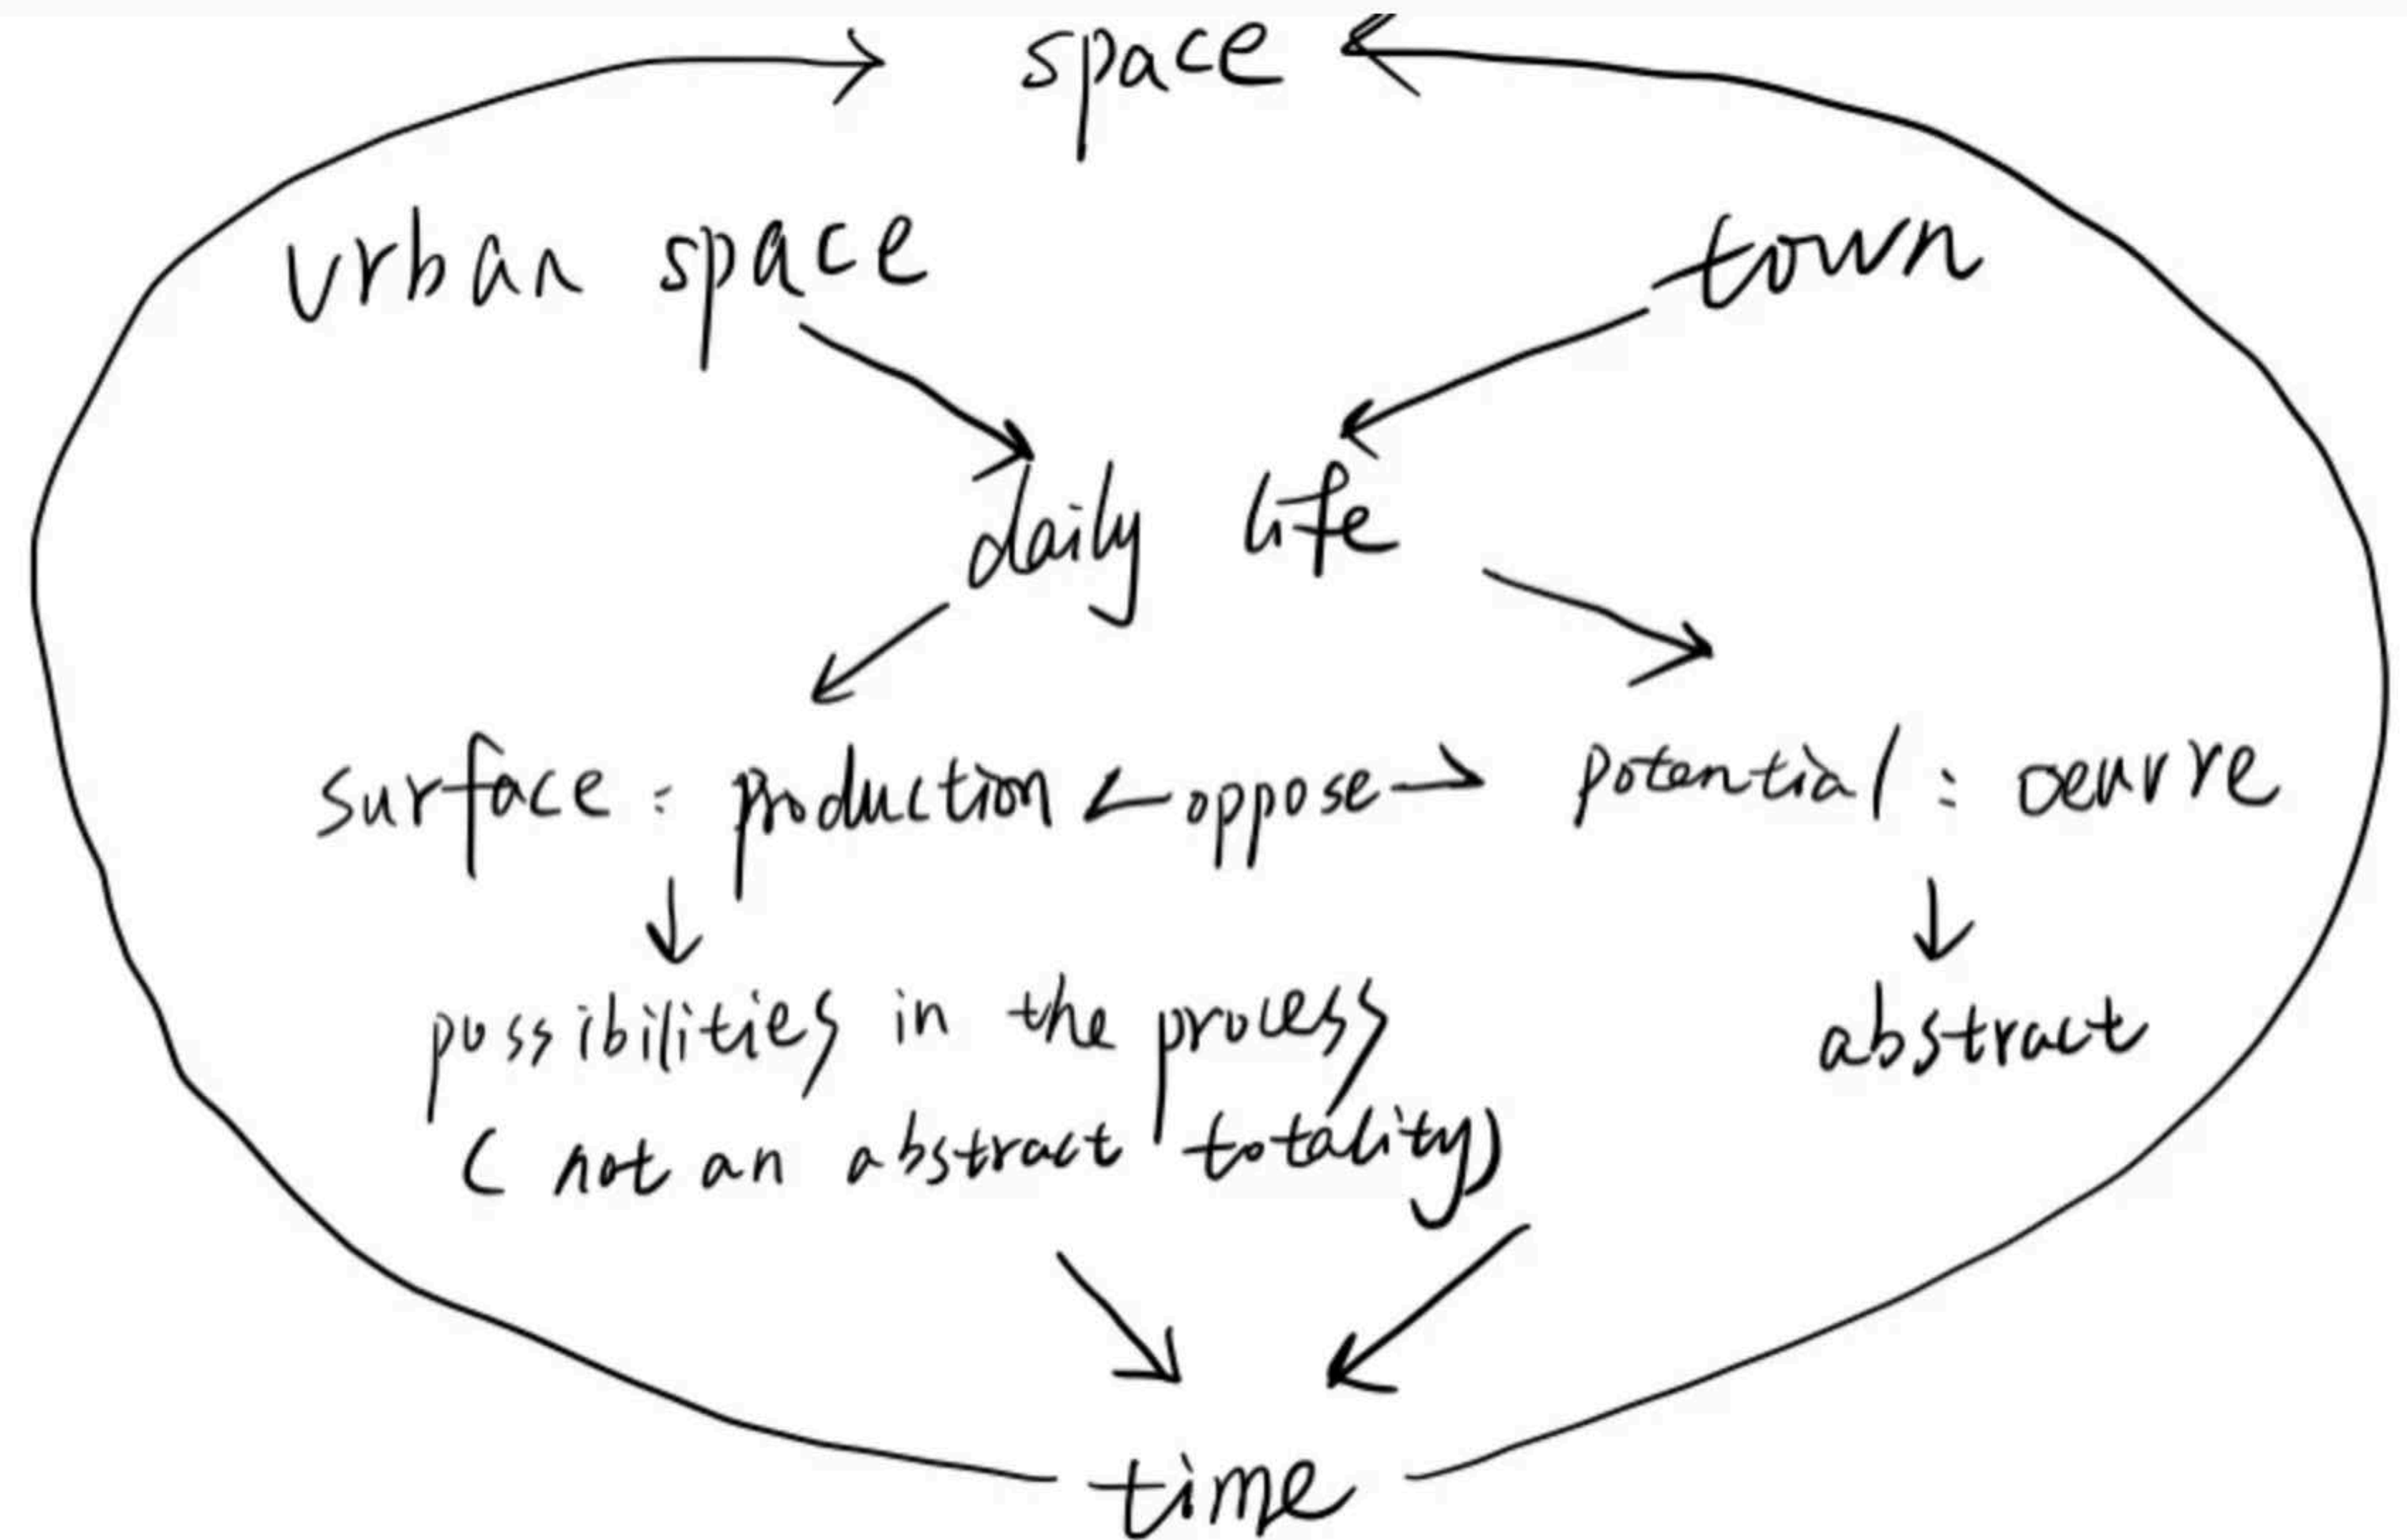 space
urban space town
daily life
surface : production ← oppose → potential : oeuvre
possibilities in the process abstract
( not an abstract totality)
time